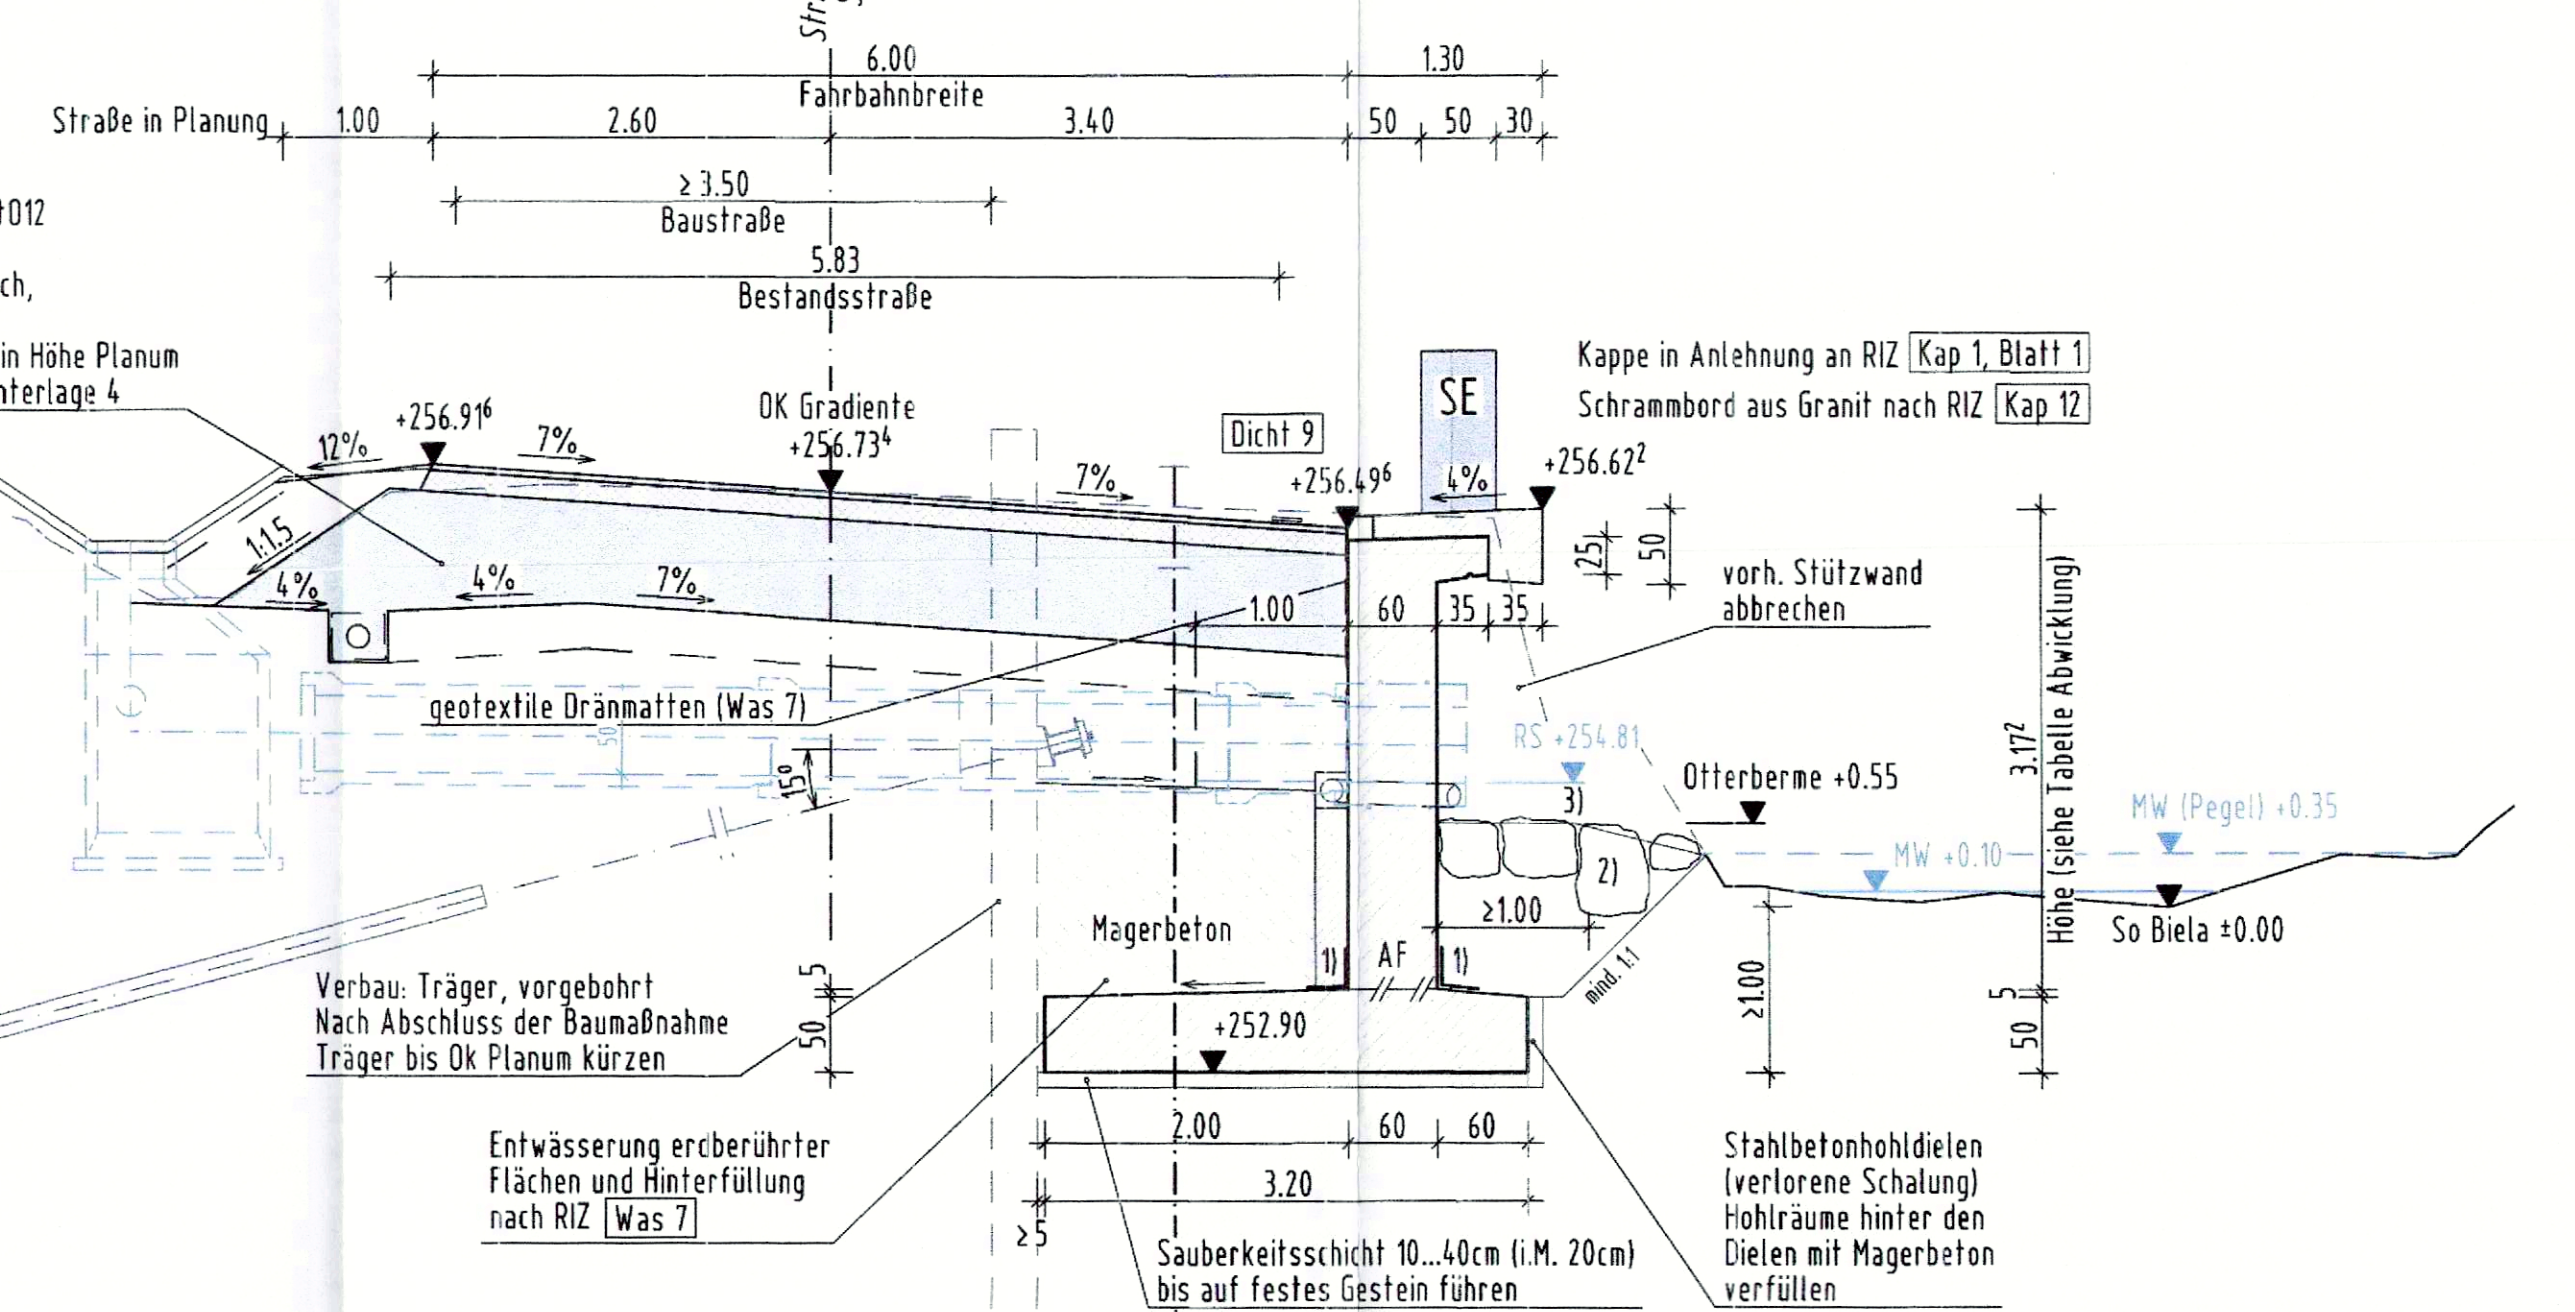 6.00
1.30
Fahrbahnbreite
Straße in Planung
1.00
2.60
3.40
50
50
30
≥ 3.50
Baustraße
5.83
Bestandsstraße
t012
ch,
in Höhe Planum
nterlage 4
OK Gradiente
+256.91⁶
+256.73⁴
Dicht 9
+256.49⁶
SE
Kappe in Anlehnung an RIZ Kap 1, Blatt 1
Schrammbord aus Granit nach RIZ Kap 12
+256.62²
12%
7%
7%
4%
1:1.5
4%
4%
7%
25
50
vorh. Stützwand
abbrechen
1.00
60
35
35
geotextile Dränmatten (Was 7)
50
15°
RS +254.81
3)
Otterberme +0.55
MW (Pegel) +0.35
MW +0.10
So Biela ±0.00
3.17²
Höhe (siehe Tabelle Abwicklung)
2)
≥1.00
Magerbeton
1)
AF
1)
mind. 1:1
≥1.00
5
50
5
50
Verbau: Träger, vorgebohrt
Nach Abschluss der Baumaßnahme
Träger bis Ok Planum kürzen
+252.90
2.00
60
60
3.20
≥ 5
Entwässerung erdberührter
Flächen und Hinterfüllung
nach RIZ Was 7
Sauberkeitsschicht 10...40cm (i.M. 20cm)
bis auf festes Gestein führen
Stahlbetonhohldielen
(verlorene Schalung)
Hohlräume hinter den
Dielen mit Magerbeton
verfüllen